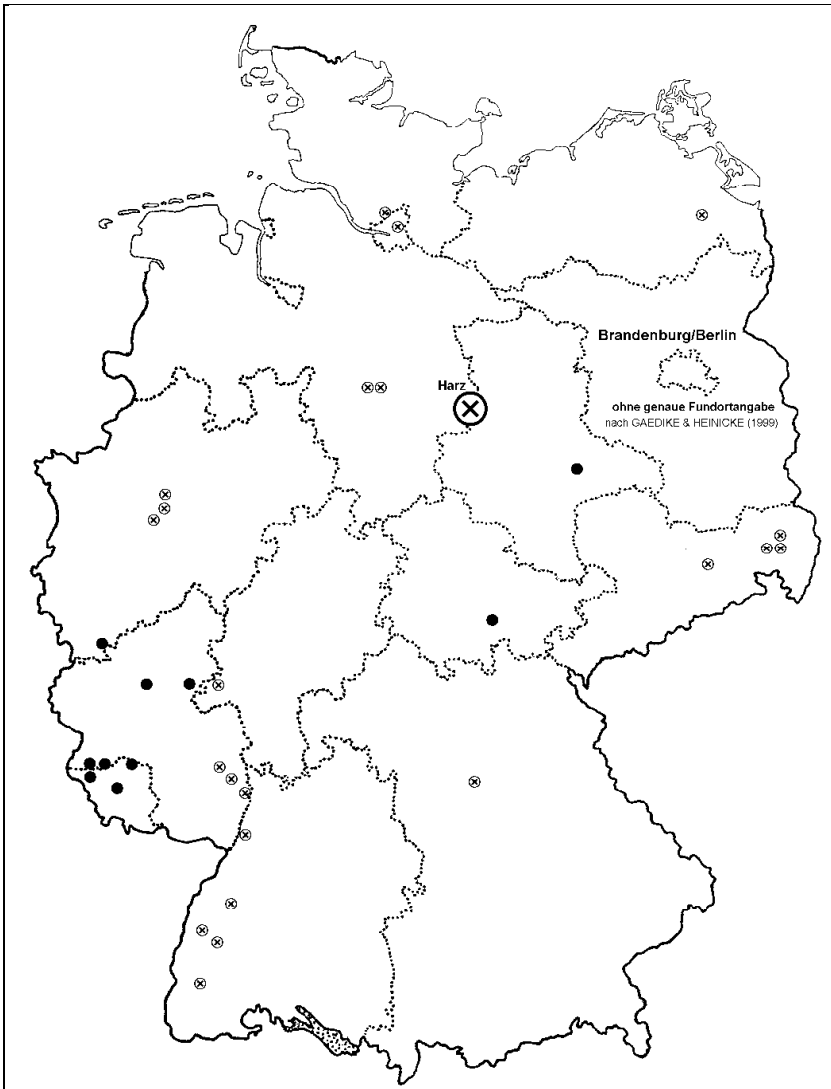 Brandenburg/Berlin
Harz
ohne genaue Fundortangabe
nach GAEDIKE & HEINICKE (1999)